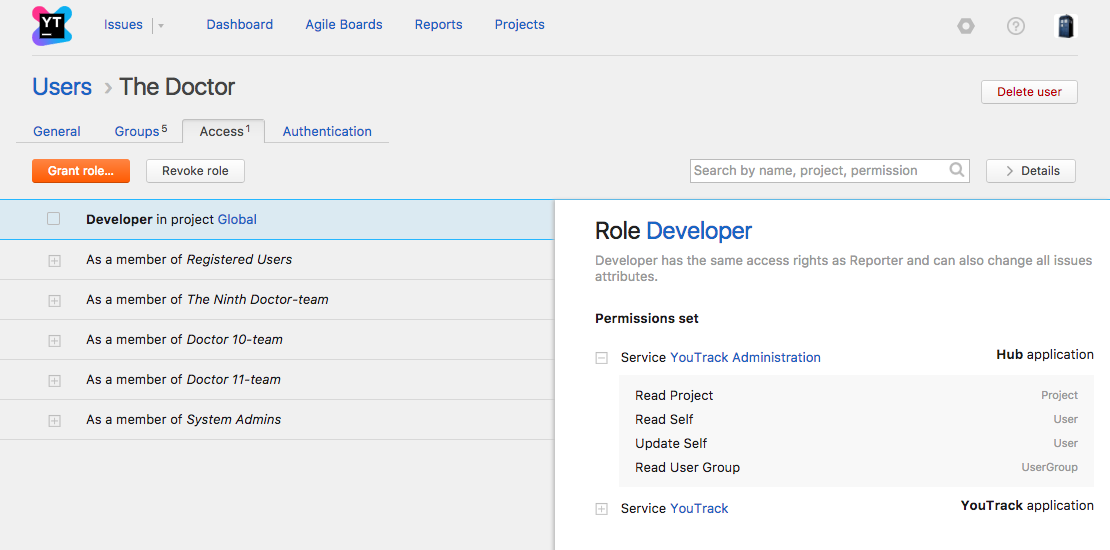 YT
Issues
Dashboard
Agile Boards
Reports
Projects
?
Users > The Doctor
Delete user
General
Groups 5
Access 1
Authentication
Grant role...
Revoke role
Search by name, project, permission
> Details
Developer in project Global
As a member of Registered Users
As a member of The Ninth Doctor-team
As a member of Doctor 10-team
As a member of Doctor 11-team
As a member of System Admins
Role Developer
Developer has the same access rights as Reporter and can also change all issues
attributes.
Permissions set
Service YouTrack Administration
Hub application
Read Project
Project
Read Self
User
Update Self
User
Read User Group
UserGroup
Service YouTrack
YouTrack application